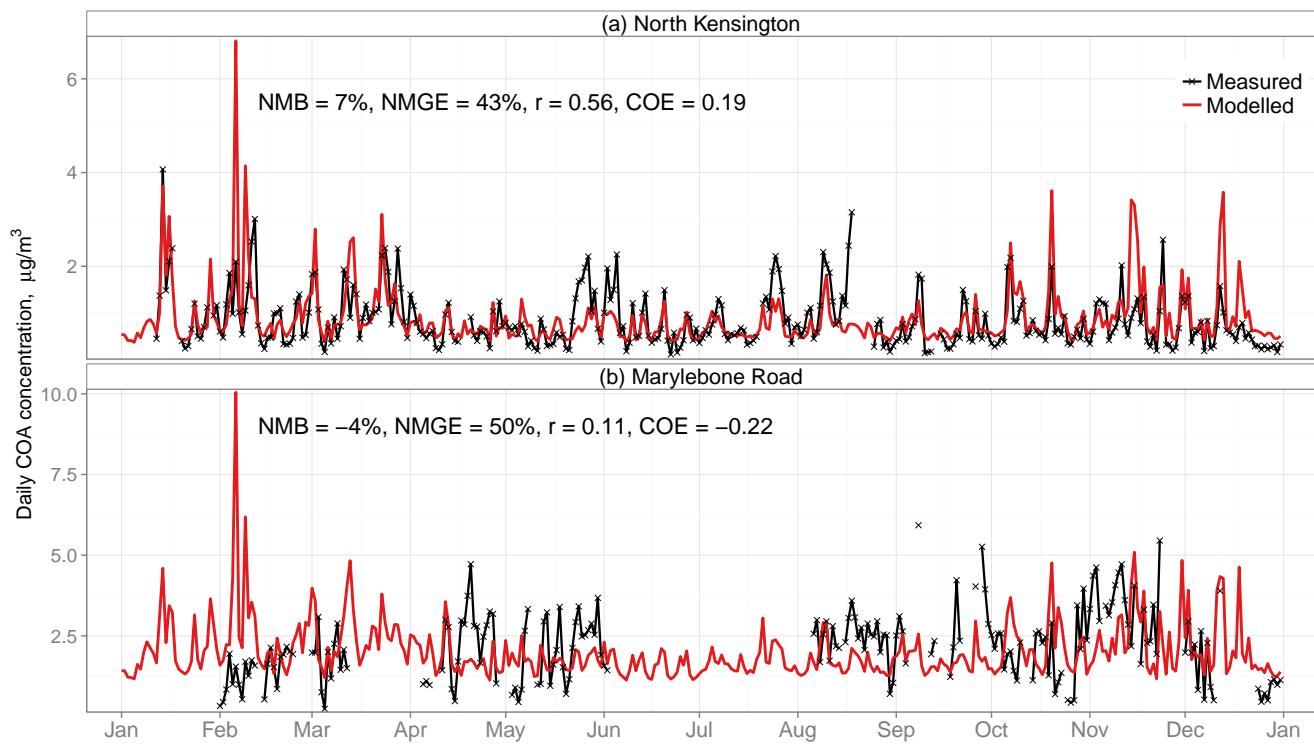 (a) North Kensington
6
4
2
NMB = 7%, NMGE = 43%, r = 0.56, COE = 0.19
Measured
Modelled
Daily COA concentration, μg/m³
(b) Marylebone Road
10.0
7.5
5.0
2.5
NMB = −4%, NMGE = 50%, r = 0.11, COE = −0.22
Jan Feb Mar Apr May Jun Jul Aug Sep Oct Nov Dec Jan